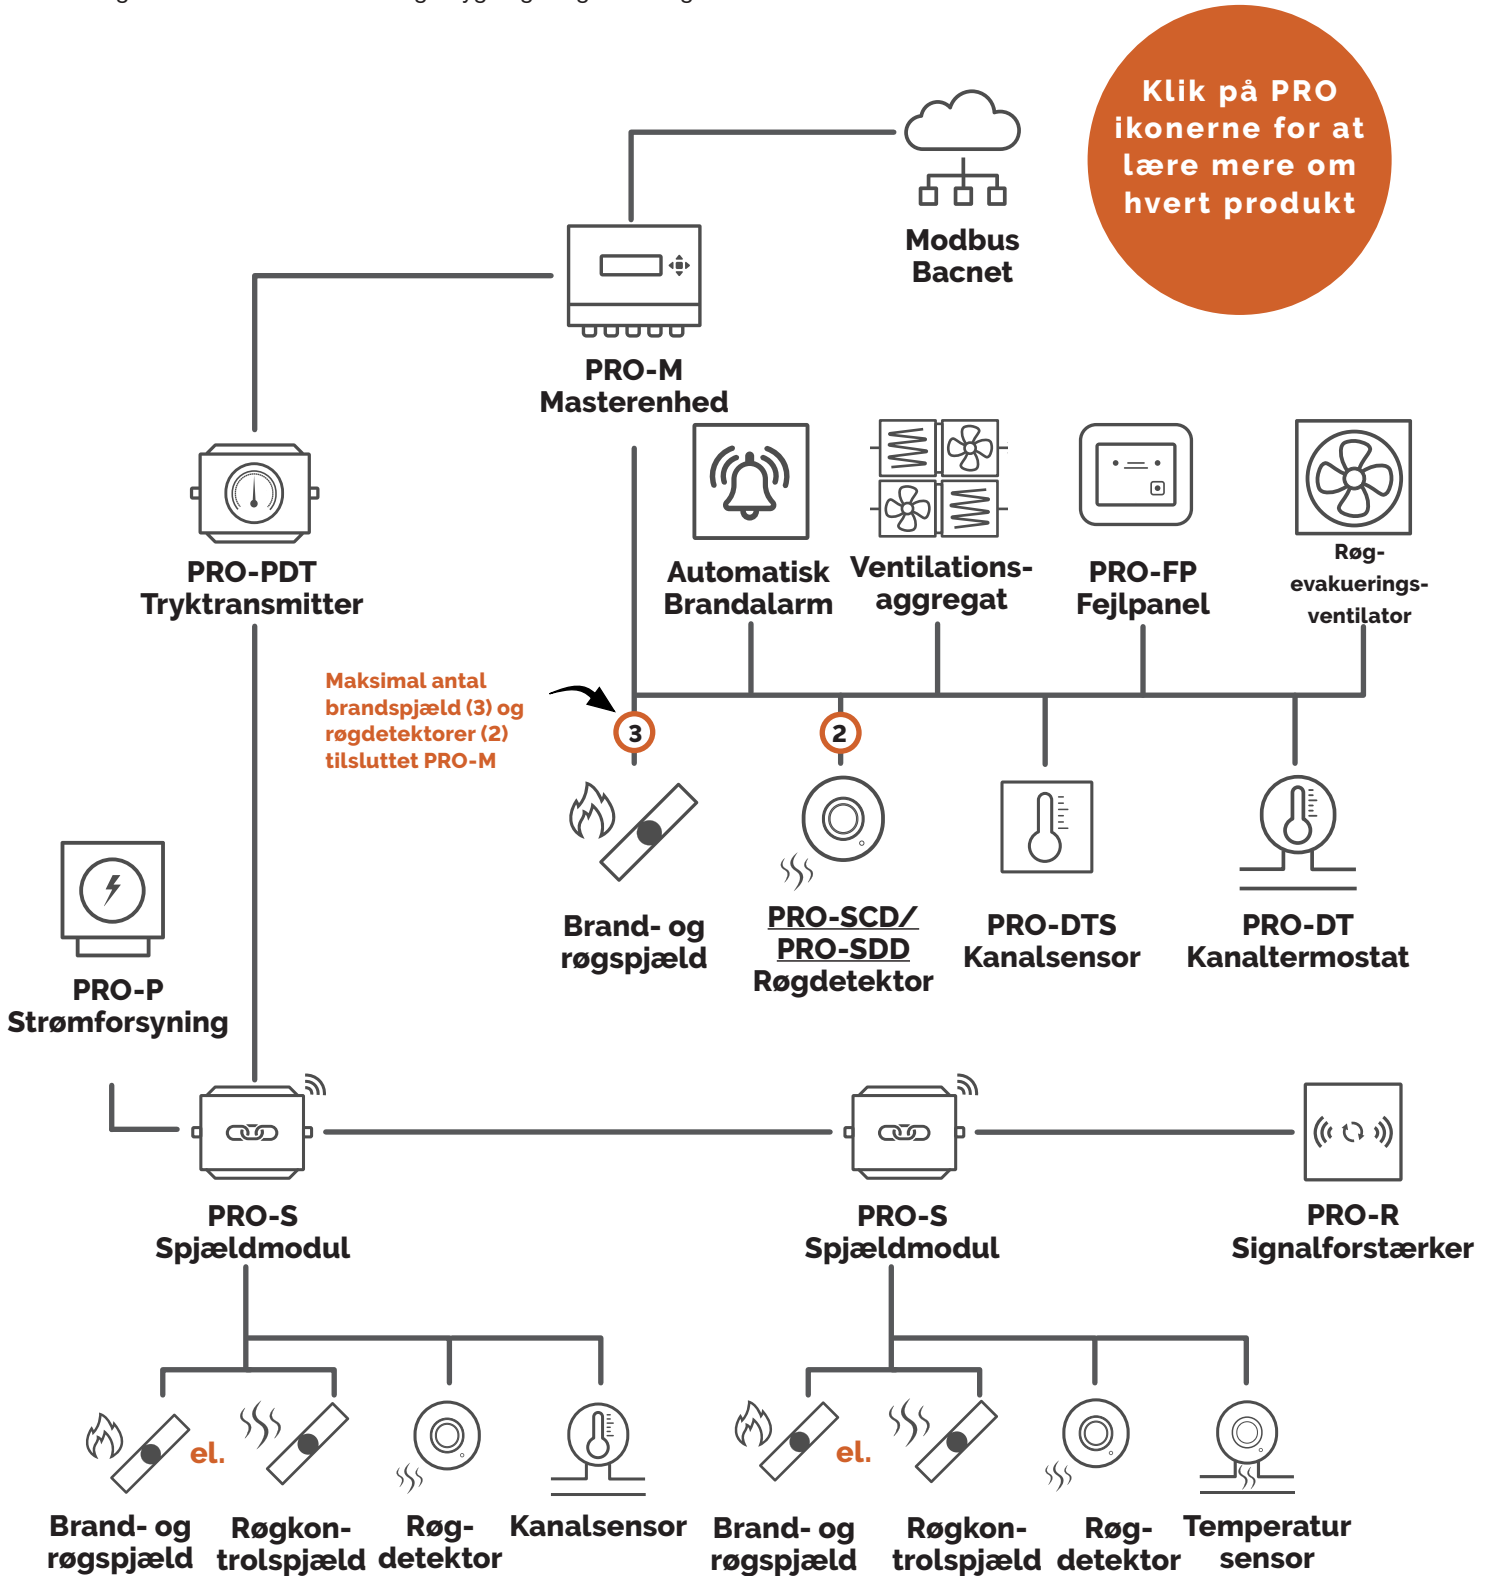 Klik på PRO
ikonerne for at
lære mere om
hvert produkt
Modbus
Bacnet
PRO-M
Masterenhed
PRO-PDT
Tryktransmitter
Automatisk
Brandalarm
Ventilations-
aggregat
PRO-FP
Fejlpanel
Røg-
evakuerings-
ventilator
Maksimal antal
brandspjæld (3) og
røgdetektorer (2)
tilsluttet PRO-M
3
2
Brand- og
røgspjæld
PRO-SCD/
PRO-SDD
Røgdetektor
PRO-DTS
Kanalsensor
PRO-DT
Kanaltermostat
PRO-P
Strømforsyning
PRO-S
Spjældmodul
PRO-S
Spjældmodul
PRO-R
Signalforstærker
el.
el.
Brand- og
røgspjæld
Røgkon-
trolspjæld
Røg-
detektor
Kanalsensor
Brand- og
røgspjæld
Røgkon-
trolspjæld
Røg-
detektor
Temperatur
sensor